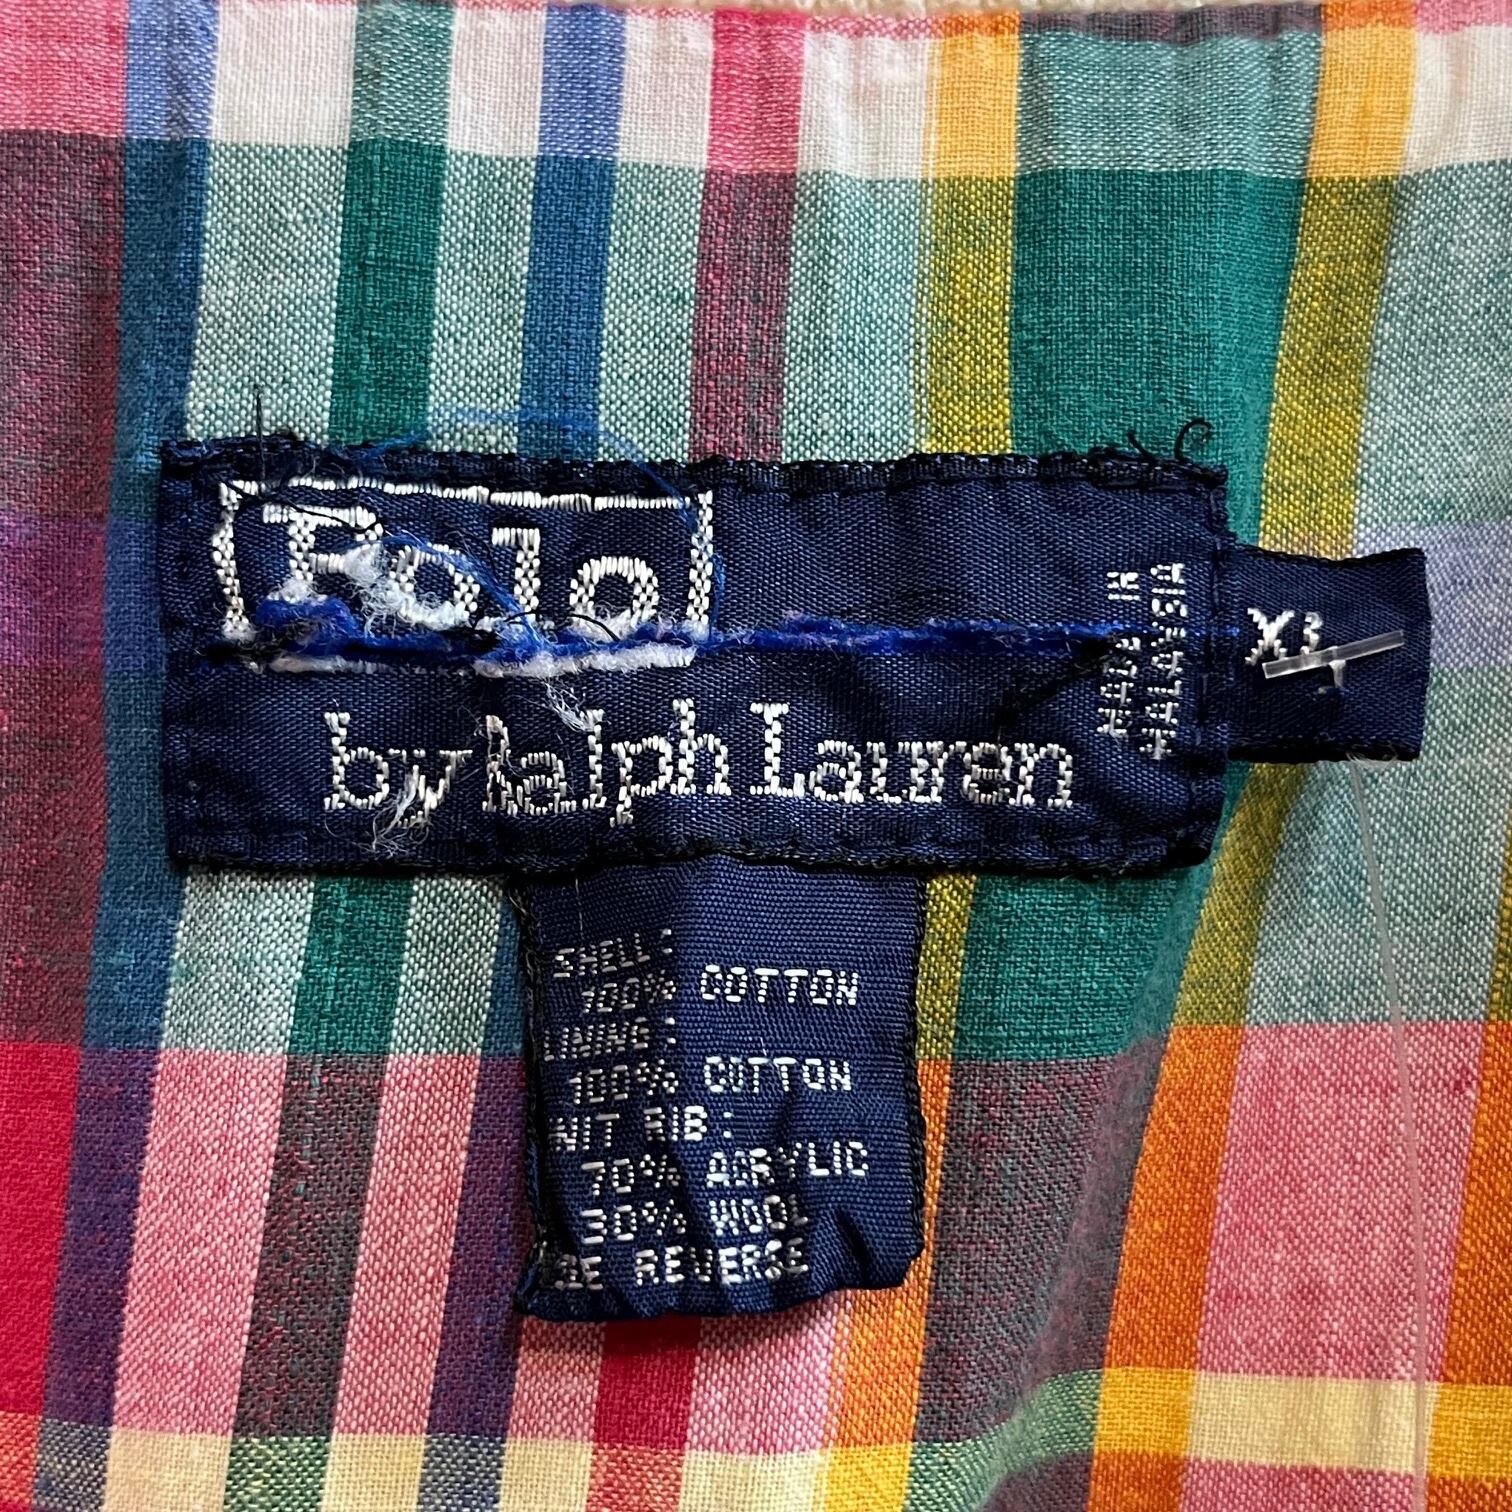 Polo
by Ralph Lauren
MADE IN
MALAYSIA
XL
SHELL:
100% COTTON
LINING:
100% COTTON
KNIT RIB:
70% ACRYLIC
30% WOOL
SEE REVERSE